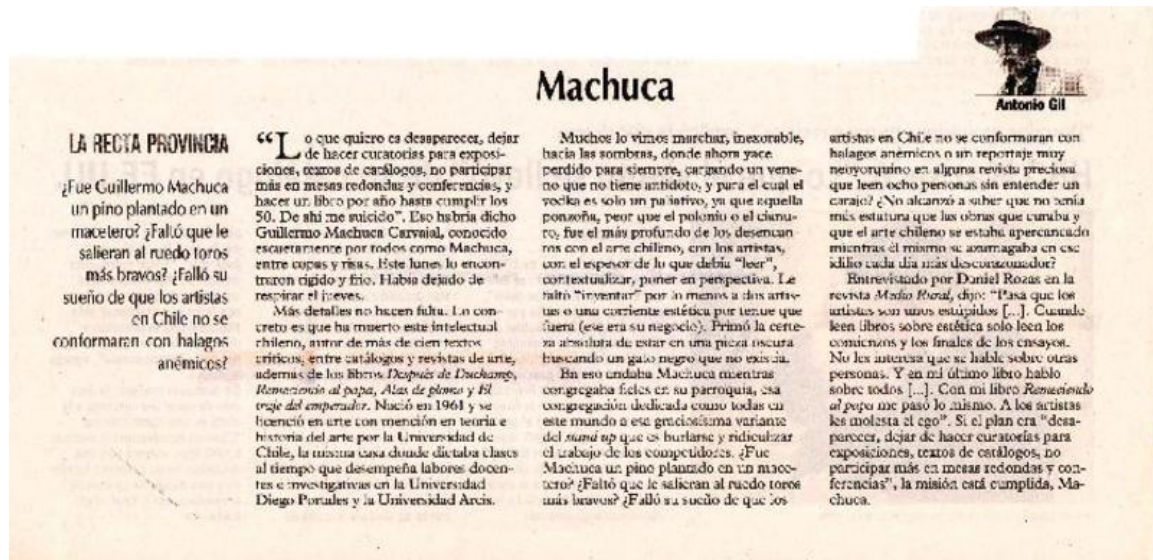 Machuca
Antonio Gil
LA RECTA PROVINCIA
¿Fue Guillermo Machuca
un pino plantado en un
macetero? ¿Faltó que le
salieran al ruedo toros
más bravos? ¿Falló su
sueño de que los artistas
en Chile no se
conformaran con halagos
anémicos?
“Lo que quiero es desaparecer, dejar
de hacer curatorías para exposi-
ciones, textos de catálogos, no participar
más en mesas redondas y conferencias, y
hacer un libro por año hasta cumplir los
50. De ahí me suicido”. Eso habría dicho
Guillermo Machuca Carvajal, conocido
escuetamente por todos como Machuca,
entre copas y risas. Este lunes lo encon-
traron rígido y frío. Había dejado de
respirar el jueves.
Más detalles no hacen falta. Lo con-
creto es que ha muerto este intelectual
chileno, autor de más de cien textos
críticos, entre catálogos y revistas de arte,
además de los libros Después de Duchamp,
Remeciendo al papa, Alas de plomo y El
traje del emperador. Nació en 1961 y se
licenció en arte con mención en teoría e
historia del arte por la Universidad de
Chile, la misma casa donde dictaba clases
al tiempo que desempeña labores docen-
tes e investigativas en la Universidad
Diego Portales y la Universidad Arcis.
Muchos lo vimos marchar, inexorable,
hacia las sombras, donde ahora yace
perdido para siempre, cargando un vene-
no que no tiene antídoto, y para el cual el
vodka es solo un paliativo, ya que aquella
ponzoña, peor que el polonio o el cianu-
ro, fue el más profundo de los desencuen-
tros con el arte chileno, con los artistas,
con el espesor de lo que debía “leer”,
contextualizar, poner en perspectiva. Le
faltó “inventar” por lo menos a dos artis-
tas o una corriente estética por tenue que
fuera (ese era su negocio). Primó la certe-
za absoluta de estar en una pieza oscura
buscando un gato negro que no existía.
En eso andaba Machuca mientras
congregaba fieles en su parroquia, esa
congregación dedicada como todas en
este mundo a esa graciosísima variante
del stand up que es burlarse y ridiculizar
el trabajo de los competidores. ¿Fue
Machuca un pino plantado en un mace-
tero? ¿Faltó que le salieran al ruedo toros
más bravos? ¿Falló su sueño de que los
artistas en Chile no se conformaran con
halagos anémicos o un reportaje muy
neoyorquino en alguna revista preciosa
que leen ocho personas sin entender un
carajo? ¿No alcanzó a saber que no tenía
más estatura que las obras que curaba y
que el arte chileno se estaba apercancando
mientras él mismo se azumagaba en ese
idilio cada día más descorazonador?
Entrevistado por Daniel Rozas en la
revista Medio Rural, dijo: “Pasa que los
artistas son unos estúpidos [...]. Cuando
leen libros sobre estética solo leen los
comienzos y los finales de los ensayos.
No les interesa que se hable sobre otras
personas. Y en mi último libro hablo
sobre todos [...]. Con mi libro Remeciendo
al papa me pasó lo mismo. A los artistas
les molesta el ego”. Si el plan era “desa-
parecer, dejar de hacer curatorías para
exposiciones, textos de catálogos, no
participar más en mesas redondas y con-
ferencias”, la misión está cumplida, Ma-
chuca.